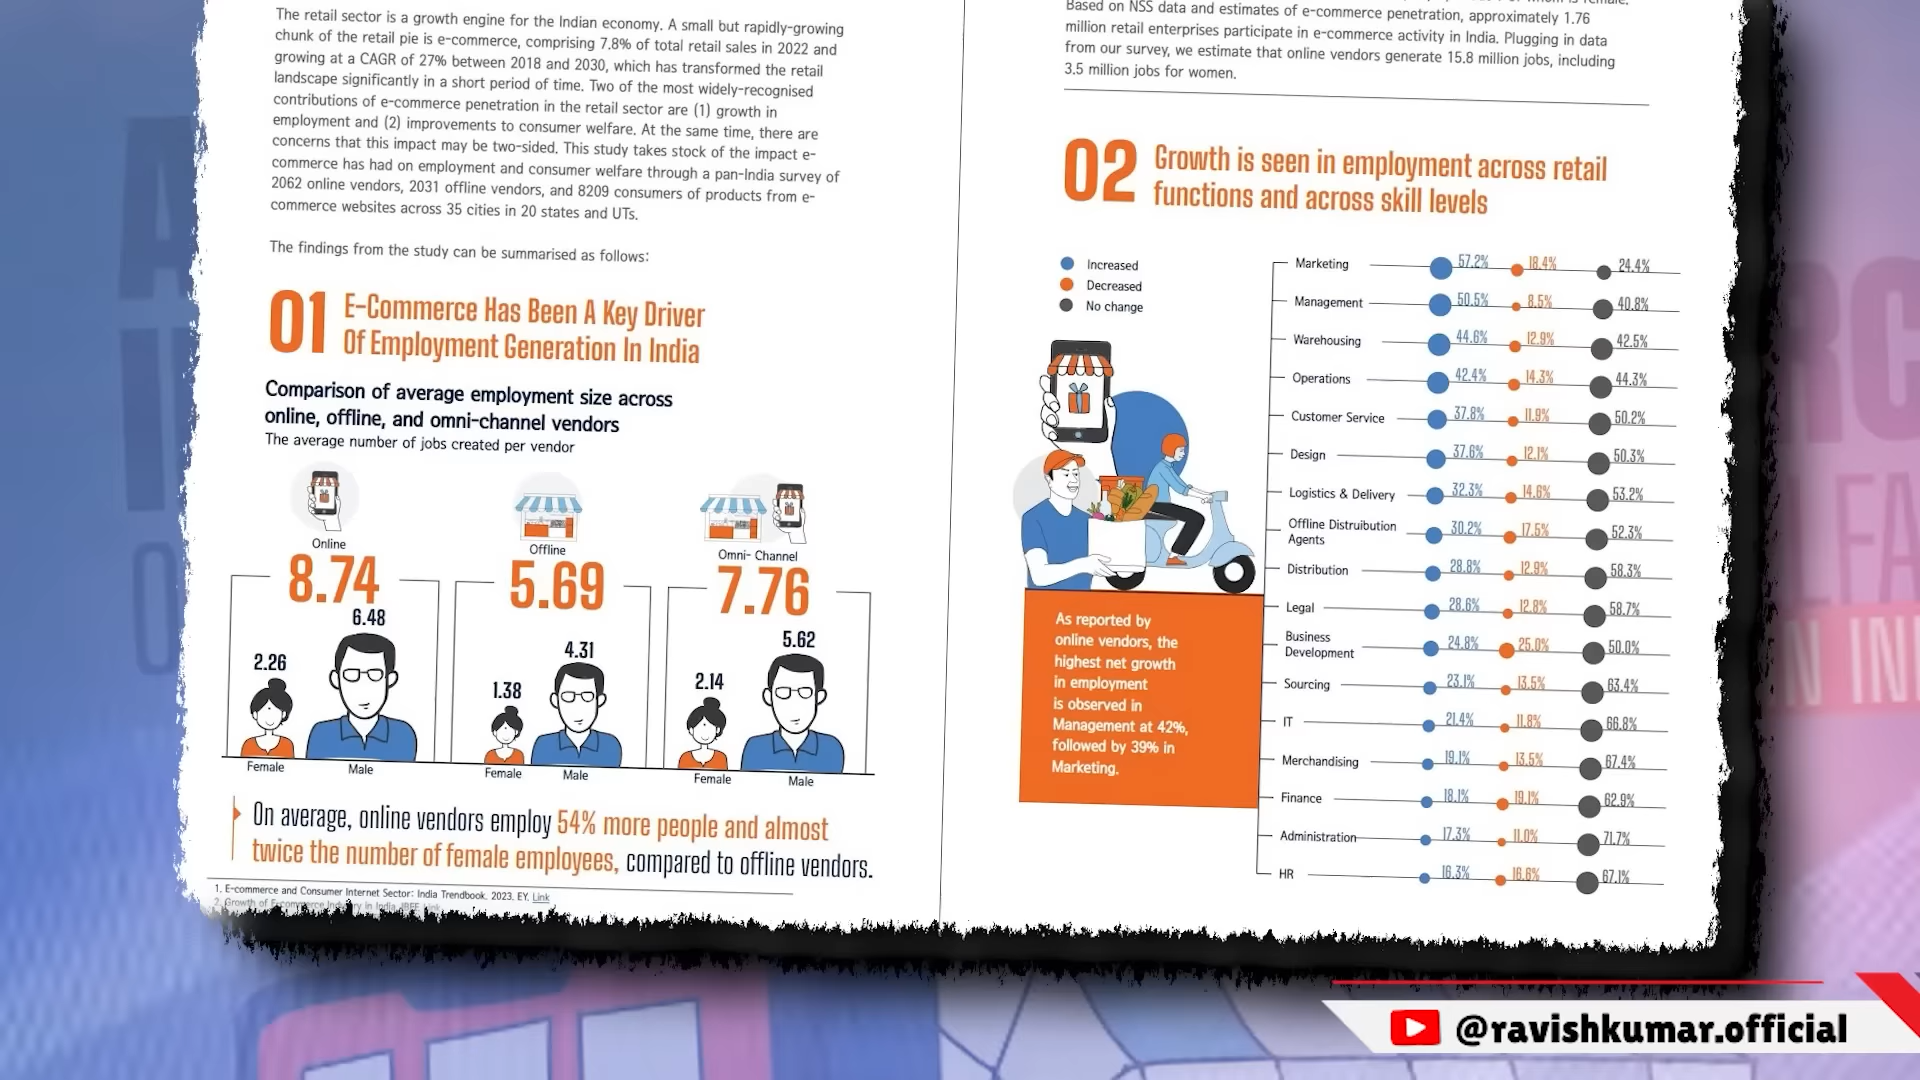 The retail sector is a growth engine for the Indian economy. A small but rapidly-growing
chunk of the retail pie is e-commerce, comprising 7.8% of total retail sales in 2022 and
growing at a CAGR of 27% between 2018 and 2030, which has transformed the retail
landscape significantly in a short period of time. Two of the most widely-recognised
contributions of e-commerce penetration in the retail sector are (1) growth in
employment and (2) improvements to consumer welfare. At the same time, there are
concerns that this impact may be two-sided. This study takes stock of the impact e-
commerce has had on employment and consumer welfare through a pan-India survey of
2062 online vendors, 2031 offline vendors, and 8209 consumers of products from e-
commerce websites across 35 cities in 20 states and UTs.
The findings from the study can be summarised as follows:
01 E-Commerce Has Been A Key Driver
Of Employment Generation In India
Comparison of average employment size across
online, offline, and omni-channel vendors
The average number of jobs created per vendor
Online
8.74
2.26
6.48
Female
Male
Offline
5.69
1.38
4.31
Female
Male
Omni- Channel
7.76
2.14
5.62
Female
Male
On average, online vendors employ 54% more people and almost
twice the number of female employees, compared to offline vendors.
1. E-commerce and Consumer Internet Sector: India Trendbook. 2023. EY. Link
2. Growth of E-commerce Industry in India
Based on NSS data and estimates of e-commerce penetration, approximately 1.76
million retail enterprises participate in e-commerce activity in India. Plugging in data
from our survey, we estimate that online vendors generate 15.8 million jobs, including
3.5 million jobs for women.
02 Growth is seen in employment across retail
functions and across skill levels
Increased
Decreased
No change
Marketing 57.2% 18.4% 24.4%
Management 50.5% 8.5% 40.8%
Warehousing 44.6% 12.9% 42.5%
Operations 42.4% 14.3% 44.3%
Customer Service 37.8% 11.9% 50.2%
Design 37.6% 12.1% 50.3%
Logistics & Delivery 32.3% 14.6% 53.2%
Offline Distruibution
Agents 30.2% 17.5% 52.3%
Distribution 28.8% 12.9% 58.3%
Legal 28.6% 12.8% 58.7%
Business
Development 24.8% 25.0% 50.0%
Sourcing 23.1% 13.5% 63.4%
IT 21.4% 11.8% 66.8%
Merchandising 19.1% 13.5% 67.4%
Finance 18.1% 19.1% 62.9%
Administration 17.3% 11.0% 71.7%
HR 16.3% 16.6% 67.1%
As reported by
online vendors, the
highest net growth
in employment
is observed in
Management at 42%,
followed by 39% in
Marketing.
@ravishkumar.official